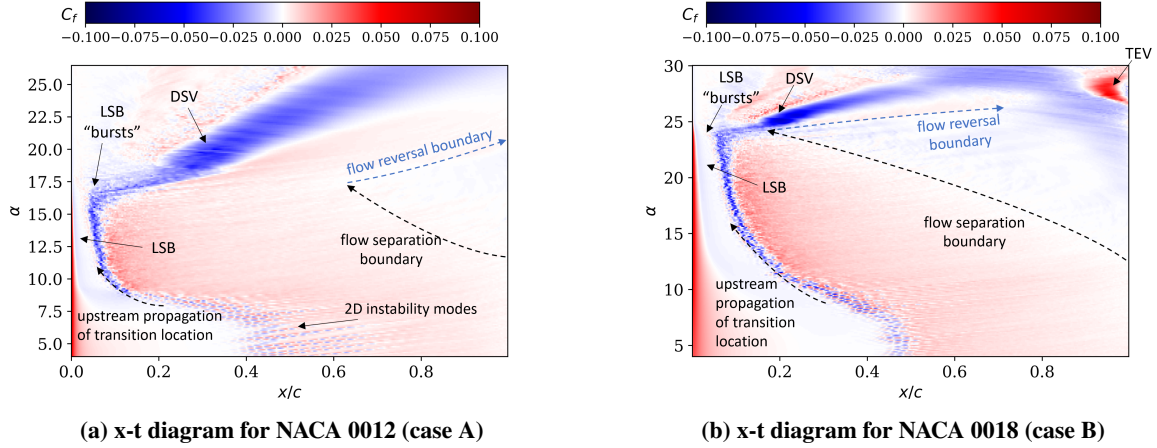 C_f
−0.100 −0.075 −0.050 −0.025 0.000 0.025 0.050 0.075 0.100
25.0
22.5
20.0
17.5
15.0
12.5
10.0
7.5
5.0
α
LSB
“bursts”
DSV
flow reversal boundary
flow separation
boundary
LSB
2D instability modes
upstream propagation
of transition location
0.0 0.2 0.4 0.6 0.8
x/c
(a) x-t diagram for NACA 0012 (case A)
C_f
−0.100 −0.075 −0.050 −0.025 0.000 0.025 0.050 0.075 0.100
30
25
20
15
10
5
α
LSB
“bursts”
DSV
TEV
flow reversal
boundary
LSB
flow separation
boundary
upstream
propagation
of transition
location
0.2 0.4 0.6 0.8
x/c
(b) x-t diagram for NACA 0018 (case B)